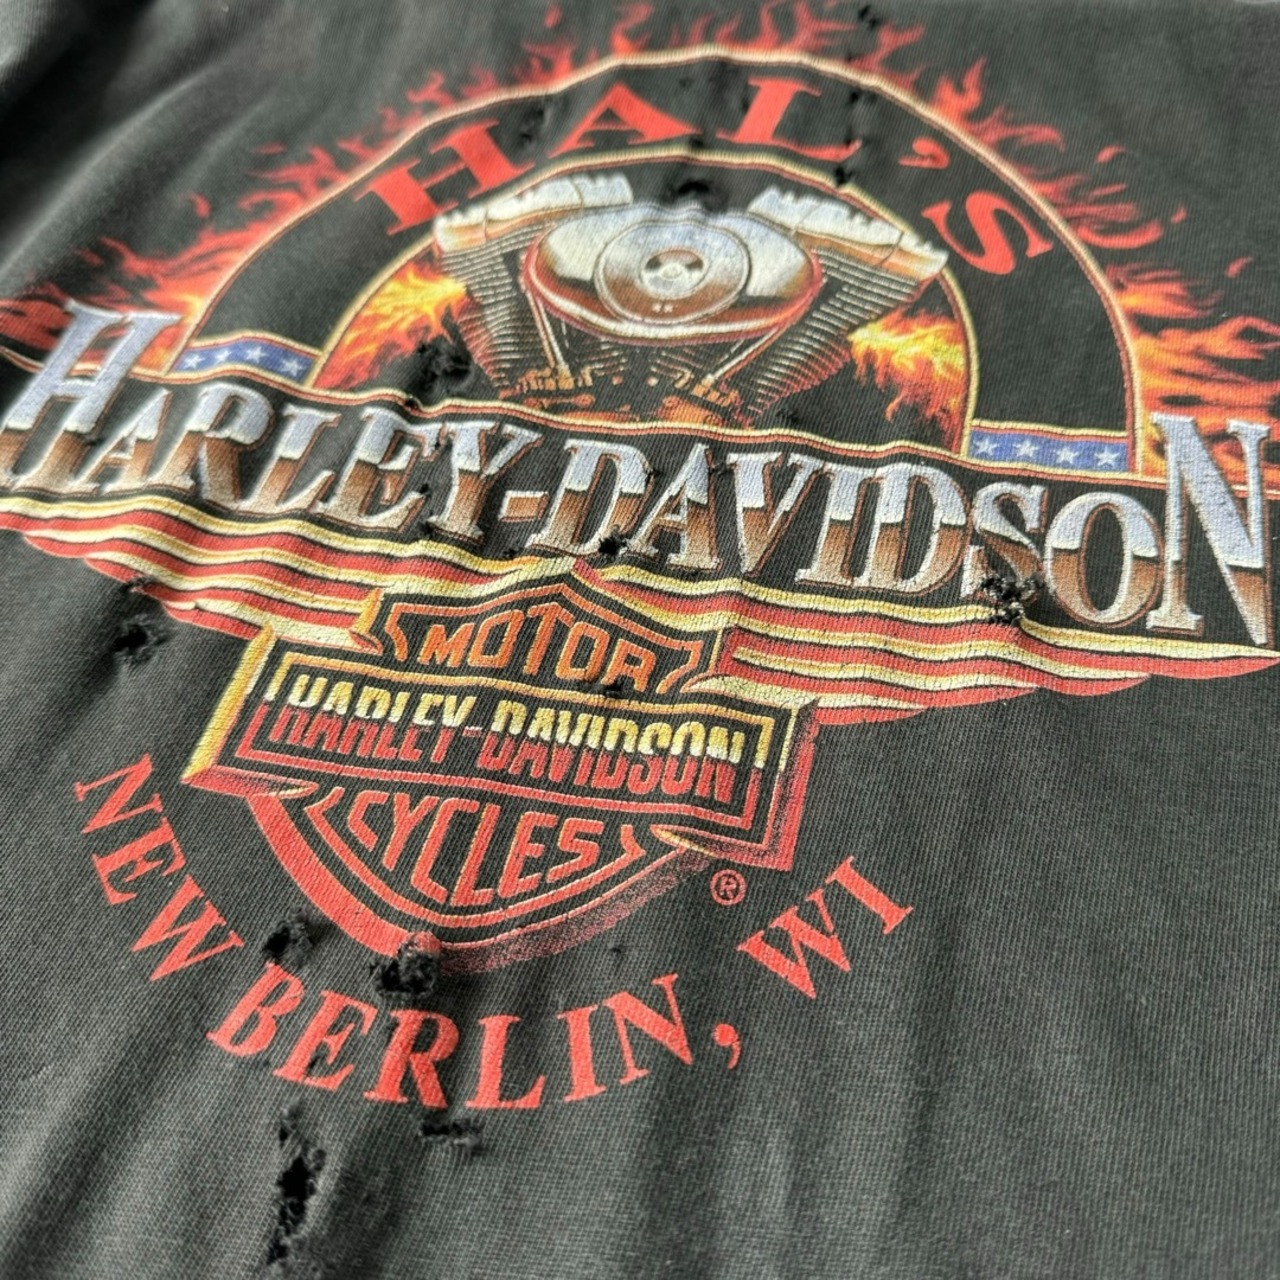 HAL'S
HARLEY-DAVIDSON
MOTOR
HARLEY-DAVIDSON
CYCLES
®
NEW BERLIN, WI